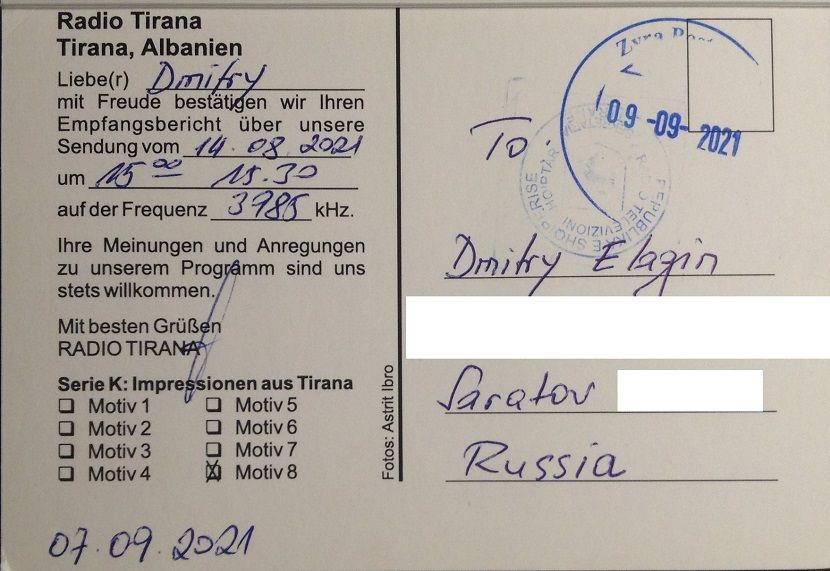 Radio Tirana
Tirana, Albanien
Liebe(r) Dmitry
mit Freude bestätigen wir Ihren
Empfangsbericht über unsere
Sendung vom 14.08.2021
um 15 00 15.30
auf der Frequenz 3985 kHz.
Ihre Meinungen und Anregungen
zu unserem Programm sind uns
stets willkommen.
Mit besten Grüßen
RADIO TIRANA
Serie K: Impressionen aus Tirana
❑ Motiv 1
❑ Motiv 2
❑ Motiv 3
❑ Motiv 4
❑ Motiv 5
❑ Motiv 6
❑ Motiv 7
☒ Motiv 8
07.09.2021
Fotos: Astrit Ibro
Zyra
09-09-2021
TELEVIZIONI
To.
Dmitry Elagin
Saratov
Russia